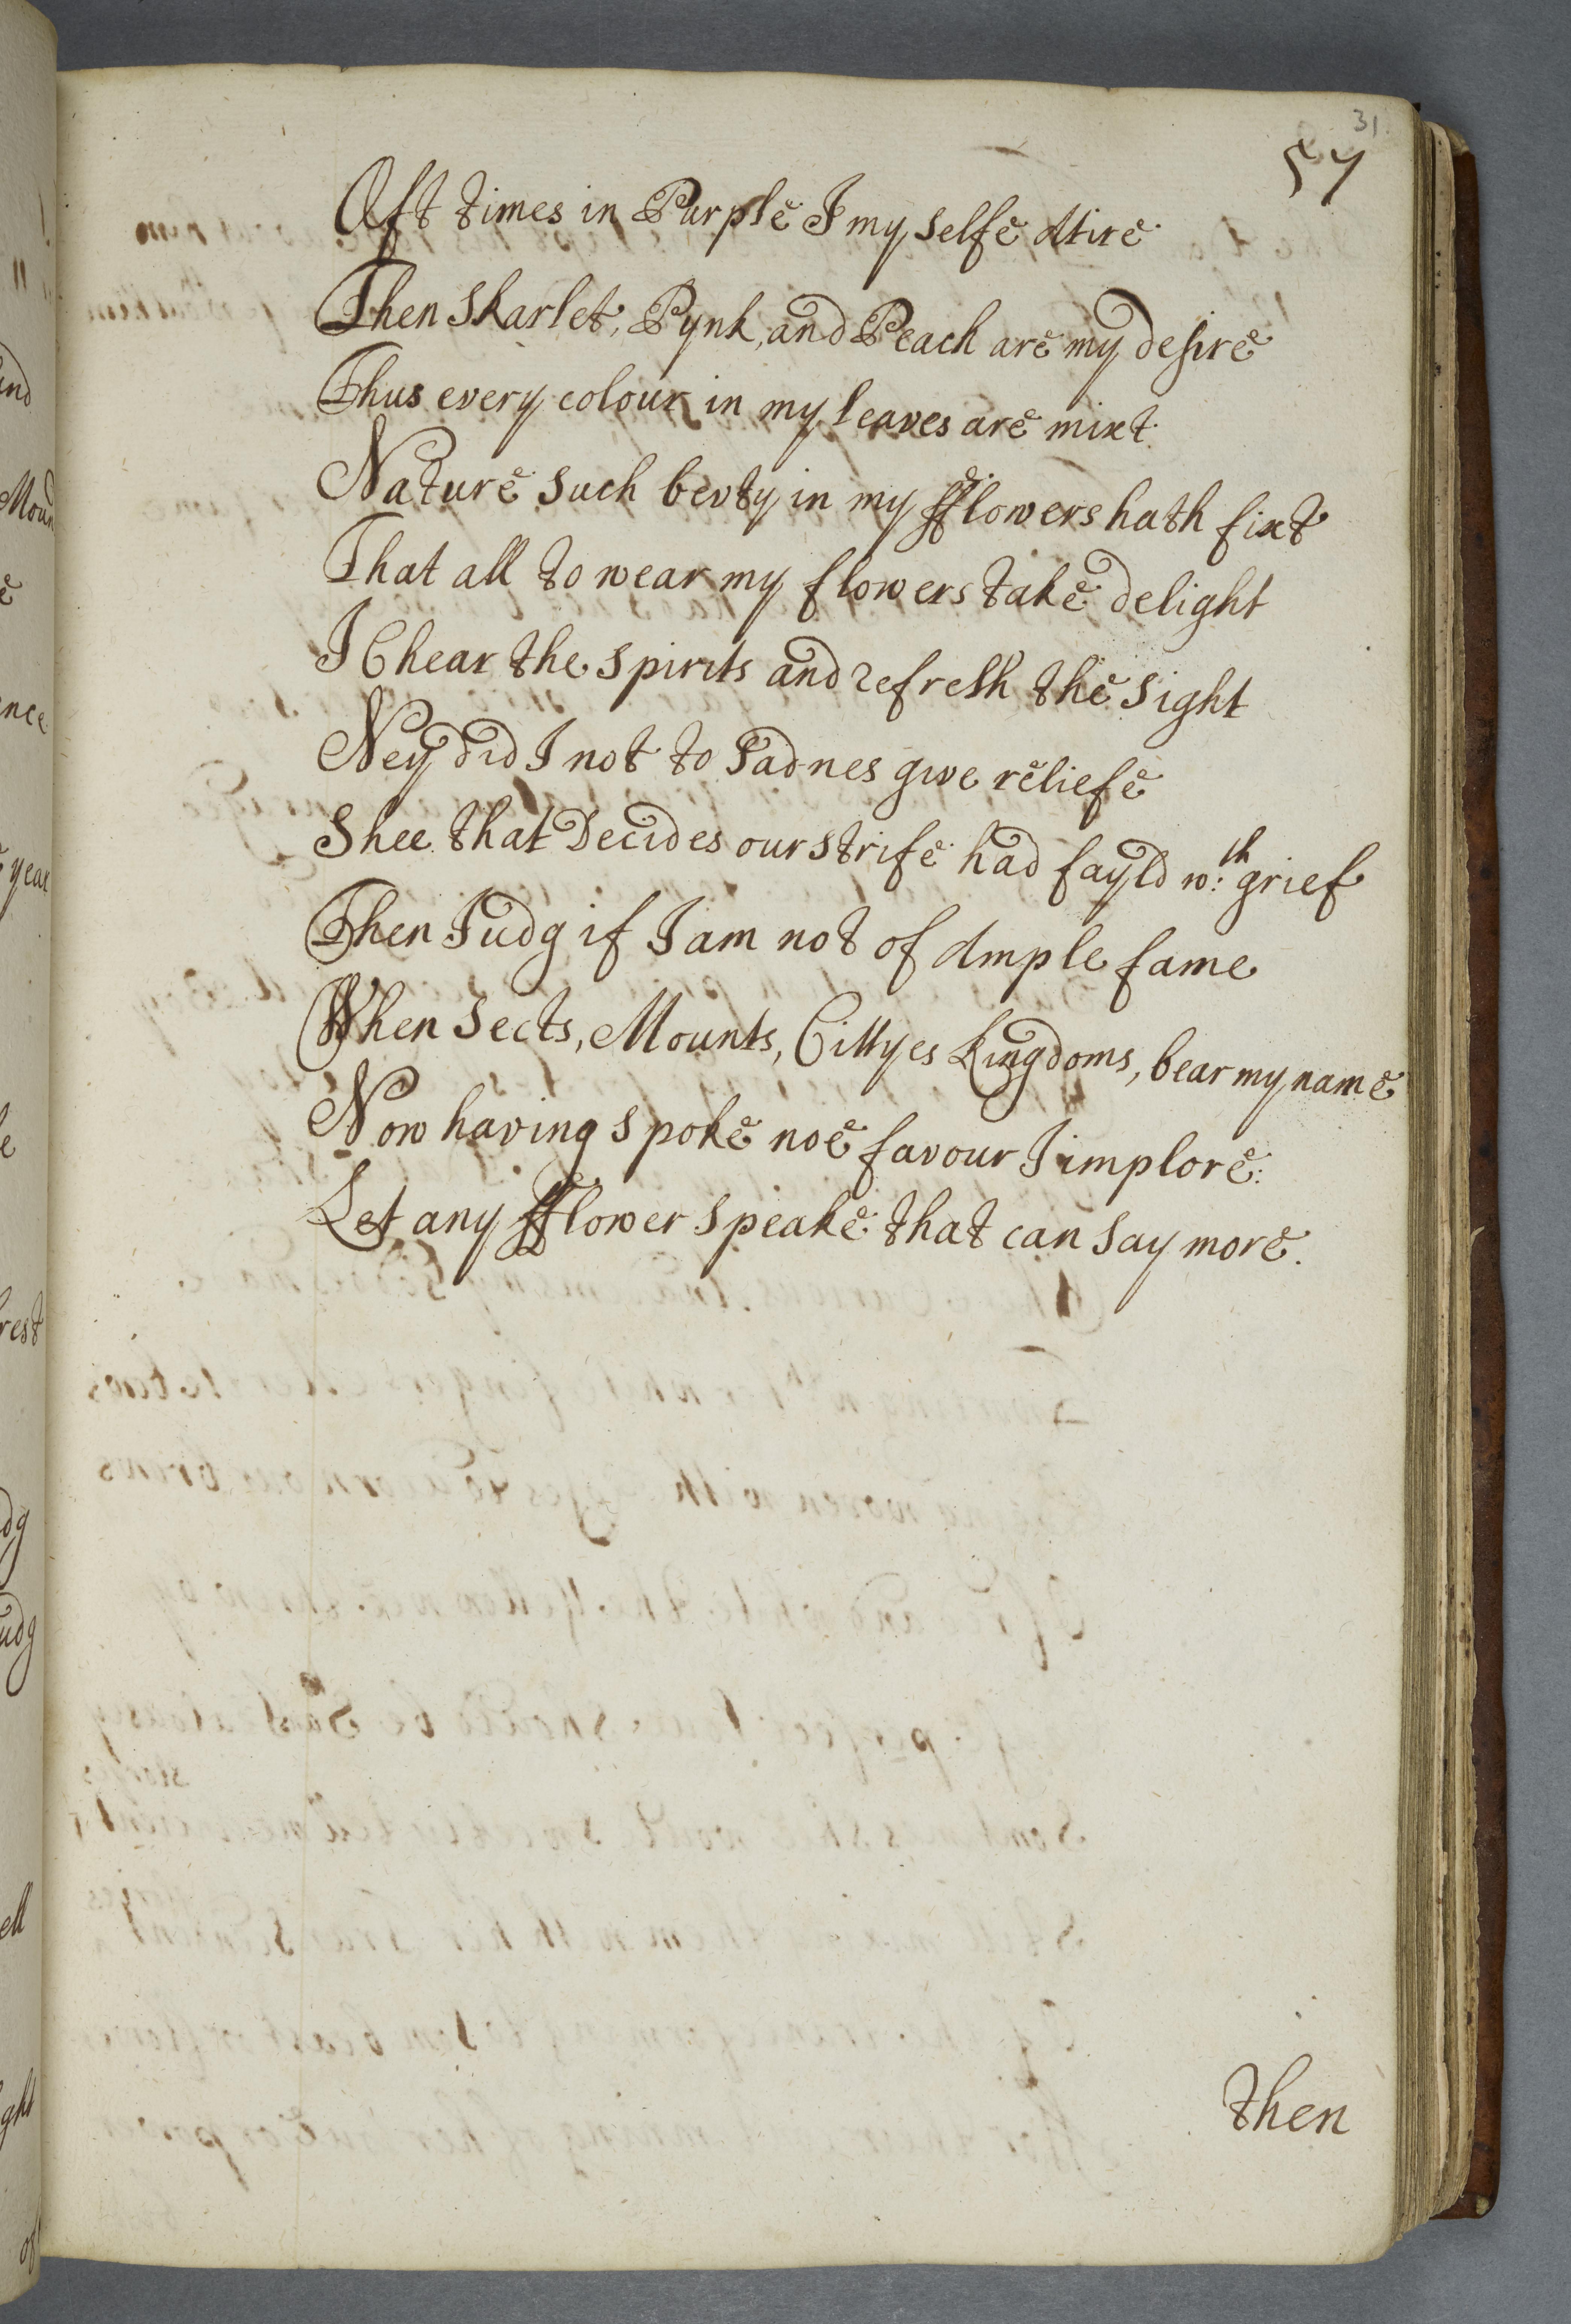 31
57
Oft times in Purple I my selfe Atire
Then Skarlet, Pynk, and Peach are my desire
Thus every colour in my leaves are mixt
Nature such bevty in my fflowers hath fixt
That all to wear my flowers take delight
I Chear the spirits and refresh the sight
Ney did I not to Sadnes give reliefe
Shee that Decides our strife had fayld wth: grief
Then Judg if I am not of Ample fame
When Sects, Mounts, Cittyes Kingdoms, bear my name
Now having spoke noe favour I implore:
Let any fflower speake that can say more.
then